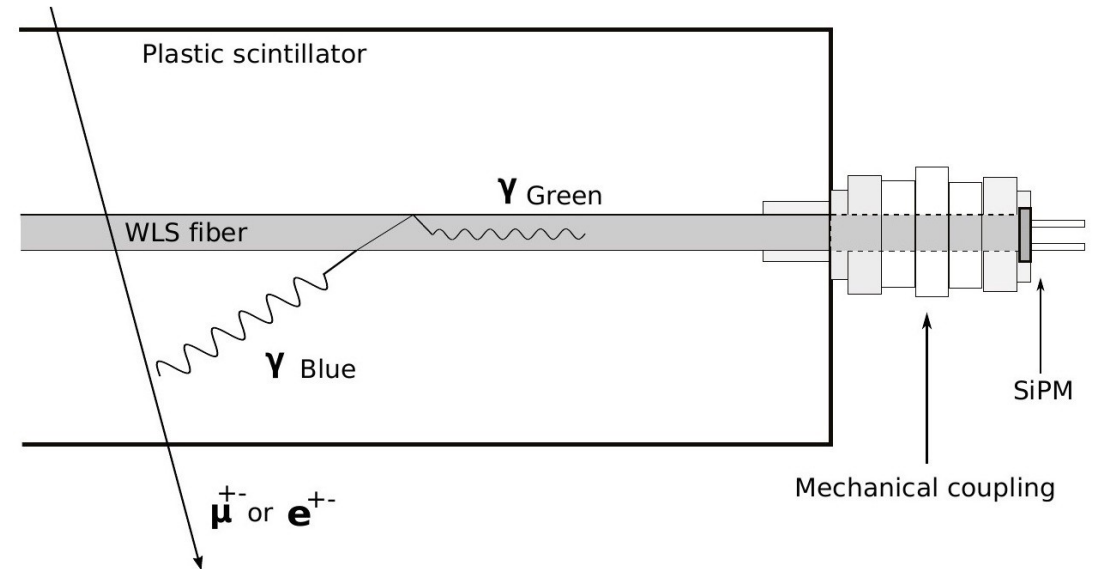 Plastic scintillator
γ Green
WLS fiber
γ Blue
SiPM
Mechanical coupling
μ+- or e+-